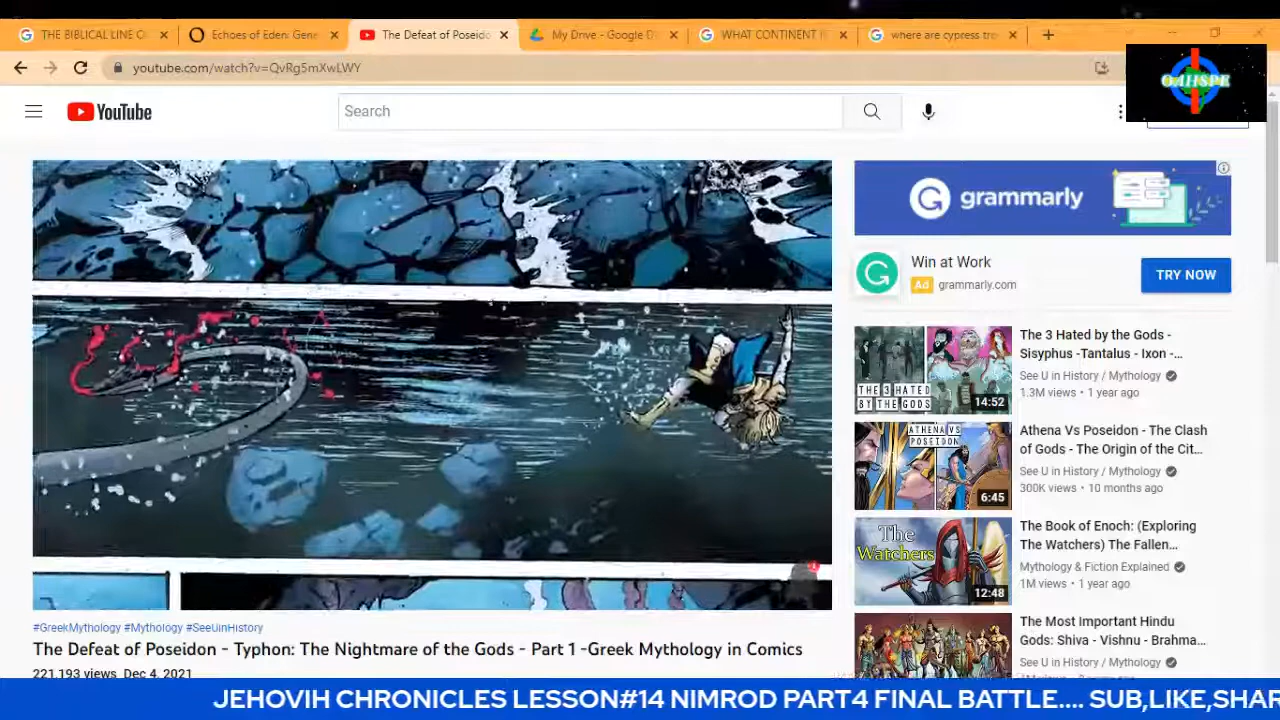 THE BIBLICAL LINE O
Echoes of Eden: Gene
The Defeat of Poseido
My Drive - Google D
WHAT CONTINENT I
where are cypress tre
youtube.com/watch?v=QvRg5mXwLWY
OAHSPE
YouTube
Search
grammarly
Win at Work
Ad grammarly.com
TRY NOW
The 3 Hated by the Gods -
Sisyphus -Tantalus - Ixon -...
See U in History / Mythology
1.3M views • 1 year ago
THE 3 HATED
BY THE GODS
14:52
Athena Vs Poseidon - The Clash
of Gods - The Origin of the Cit...
See U in History / Mythology
300K views • 10 months ago
ATHENA VS
POSEIDON
6:45
The Book of Enoch: (Exploring
The Watchers) The Fallen...
Mythology & Fiction Explained
1M views • 1 year ago
The
Watchers
12:48
The Most Important Hindu
Gods: Shiva - Vishnu - Brahma...
See U in History / Mythology
#GreekMythology #Mythology #SeeUinHistory
The Defeat of Poseidon - Typhon: The Nightmare of the Gods - Part 1 -Greek Mythology in Comics
221,193 views Dec 4, 2021
JEHOVIH CHRONICLES LESSON#14 NIMROD PART4 FINAL BATTLE.... SUB,LIKE,SHAR